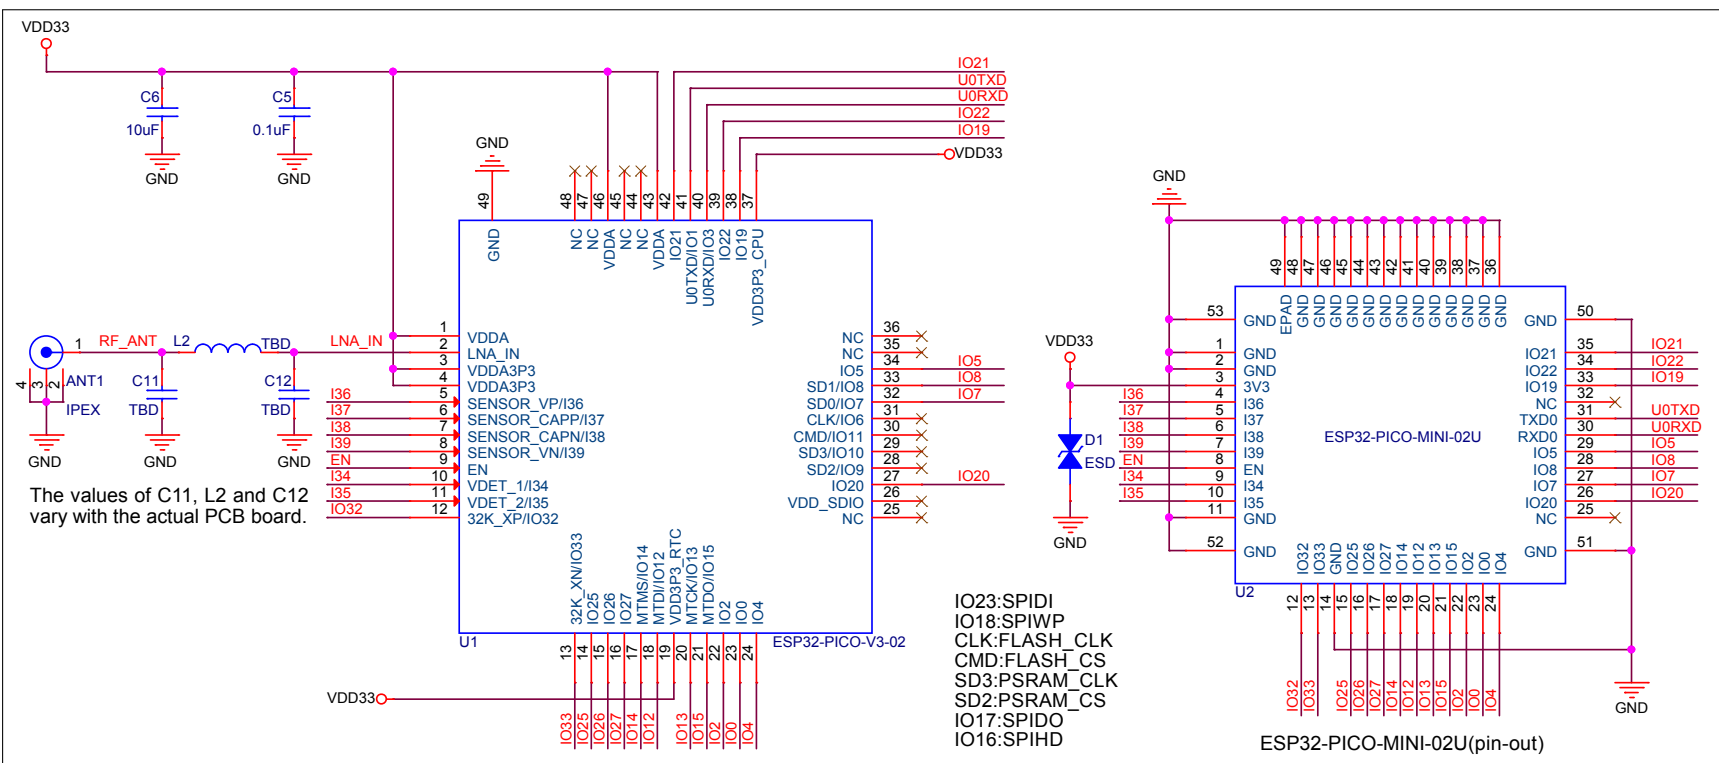 VDD33
C6
10uF
GND
C5
0.1uF
GND
IO21
U0TXD
U0RXD
IO22
IO19
VDD33
GND
49
48
47
46
45
44
43
42
41
40
39
38
37
GND
NC
NC
VDDA
NC
NC
VDDA
IO21
U0TXD/IO1
U0RXD/IO3
IO22
IO19
VDD3P3_CPU
1 RF_ANT L2 TBD LNA_IN
4 3 2 ANT1
IPEX
GND
C11
TBD
GND
C12
TBD
GND
The values of C11, L2 and C12
vary with the actual PCB board.
1 VDDA
2 LNA_IN
3 VDDA3P3
4 VDDA3P3
I36 5 SENSOR_VP/I36
I37 6 SENSOR_CAPP/I37
I38 7 SENSOR_CAPN/I38
I39 8 SENSOR_VN/I39
EN 9 EN
I34 10 VDET_1/I34
I35 11 VDET_2/I35
IO32 12 32K_XP/IO32
NC 36
NC 35
IO5 34 IO5
SD1/IO8 33 IO8
SD0/IO7 32 IO7
CLK/IO6 31
CMD/IO11 30
SD3/IO10 29
SD2/IO9 28
IO20 27 IO20
VDD_SDIO 26
NC 25
32K_XN/IO33
IO25
IO26
IO27
MTMS/IO14
MTDI/IO12
VDD3P3_RTC
MTCK/IO13
MTDO/IO15
IO2
IO0
IO4
U1
ESP32-PICO-V3-02
13
14
15
16
17
18
19
20
21
22
23
24
VDD33
IO33
IO25
IO26
IO27
IO14
IO12
IO13
IO15
IO2
IO0
IO4
IO23:SPIDI
IO18:SPIWP
CLK:FLASH_CLK
CMD:FLASH_CS
SD3:PSRAM_CLK
SD2:PSRAM_CS
IO17:SPIDO
IO16:SPIHD
GND
VDD33
D1
ESD
GND
49
48
47
46
45
44
43
42
41
40
39
38
37
36
EPAD
GND
GND
GND
GND
GND
GND
GND
GND
GND
GND
GND
GND
GND
53 GND
1 GND
2 GND
3 3V3
I36 4 I36
I37 5 I37
I38 6 I38
I39 7 I39
EN 8 EN
I34 9 I34
I35 10 I35
11 GND
52 GND
ESP32-PICO-MINI-02U
GND 50
IO21 35 IO21
IO22 34 IO22
IO19 33 IO19
NC 32
TXD0 31 U0TXD
RXD0 30 U0RXD
IO5 29 IO5
IO8 28 IO8
IO7 27 IO7
IO20 26 IO20
NC 25
GND 51
IO32
IO33
GND
IO25
IO26
IO27
IO14
IO12
IO13
IO15
IO2
IO0
IO4
U2
12
13
14
15
16
17
18
19
20
21
22
23
24
IO32
IO33
IO25
IO26
IO27
IO14
IO12
IO13
IO15
IO2
IO0
IO4
GND
ESP32-PICO-MINI-02U(pin-out)